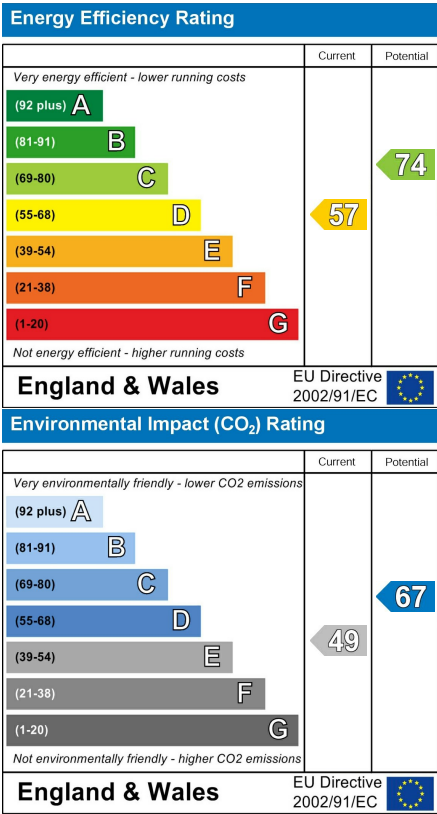 Energy Efficiency Rating
Current Potential
Very energy efficient - lower running costs
(92 plus) A
(81-91) B
(69-80) C
74
(55-68) D
57
(39-54) E
(21-38) F
(1-20) G
Not energy efficient - higher running costs
England & Wales
EU Directive
2002/91/EC
Environmental Impact (CO₂) Rating
Current Potential
Very environmentally friendly - lower CO2 emissions
(92 plus) A
(81-91) B
(69-80) C
67
(55-68) D
(39-54) E
49
(21-38) F
(1-20) G
Not environmentally friendly - higher CO2 emissions
England & Wales
EU Directive
2002/91/EC